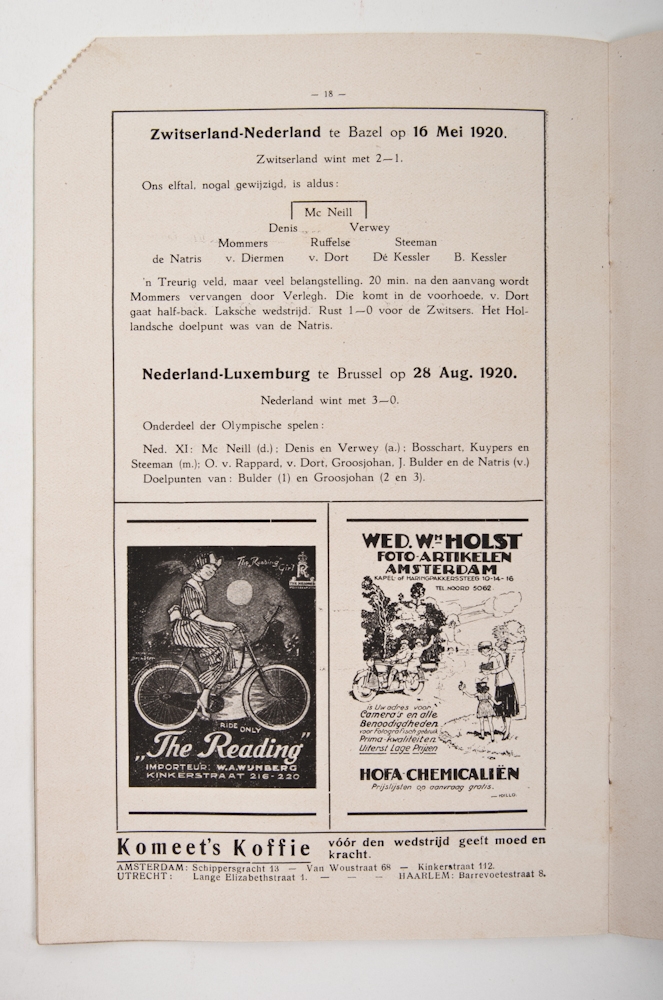 — 18 —
Zwitserland-Nederland te Bazel op 16 Mei 1920.
Zwitserland wint met 2—1.
Ons elftal, nogal gewijzigd, is aldus:
Mc Neill
Denis Verwey
Mommers Ruffelse Steeman
de Natris v. Diermen v. Dort Dé Kessler B. Kessler
'n Treurig veld, maar veel belangstelling. 20 min. na den aanvang wordt
Mommers vervangen door Verlegh. Die komt in de voorhoede. v. Dort
gaat half-back. Laksche wedstrijd. Rust 1—0 voor de Zwitsers. Het Hol-
landsche doelpunt was van de Natris.
Nederland-Luxemburg te Brussel op 28 Aug. 1920.
Nederland wint met 3—0.
Onderdeel der Olympische spelen:
Ned. XI: Mc Neill (d.); Denis en Verwey (a.); Bosschart, Kuypers en
Steeman (m.); O. v. Rappard, v. Dort, Groosjohan, J. Bulder en de Natris (v.)
Doelpunten van: Bulder (1) en Groosjohan (2 en 3).
"The Reading" Girl
RIDE ONLY
„The Reading"
IMPORTEUR: W.A.WIJNBERG
KINKERSTRAAT 216-220
WED. WM HOLST
FOTO-ARTIKELEN
AMSTERDAM
KAPEL- of HARINGPAKKERSSTEEG 10-14-16
TEL. NOORD 5062
is Uw adres voor
Camera's en alle
Benoodigdheden
voor fotografisch gebruik
Prima-kwaliteiten
Uiterst Lage Prijzen
HOFA-CHEMICALIËN
Prijslijsten op aanvraag gratis.
Komeet's Koffie vóór den wedstrijd geeft moed en
kracht.
AMSTERDAM: Schippersgracht 13 — Van Woustraat 68 — Kinkerstraat 112.
UTRECHT: Lange Elizabethstraat 1. — — — HAARLEM: Barrevoetestraat 8.